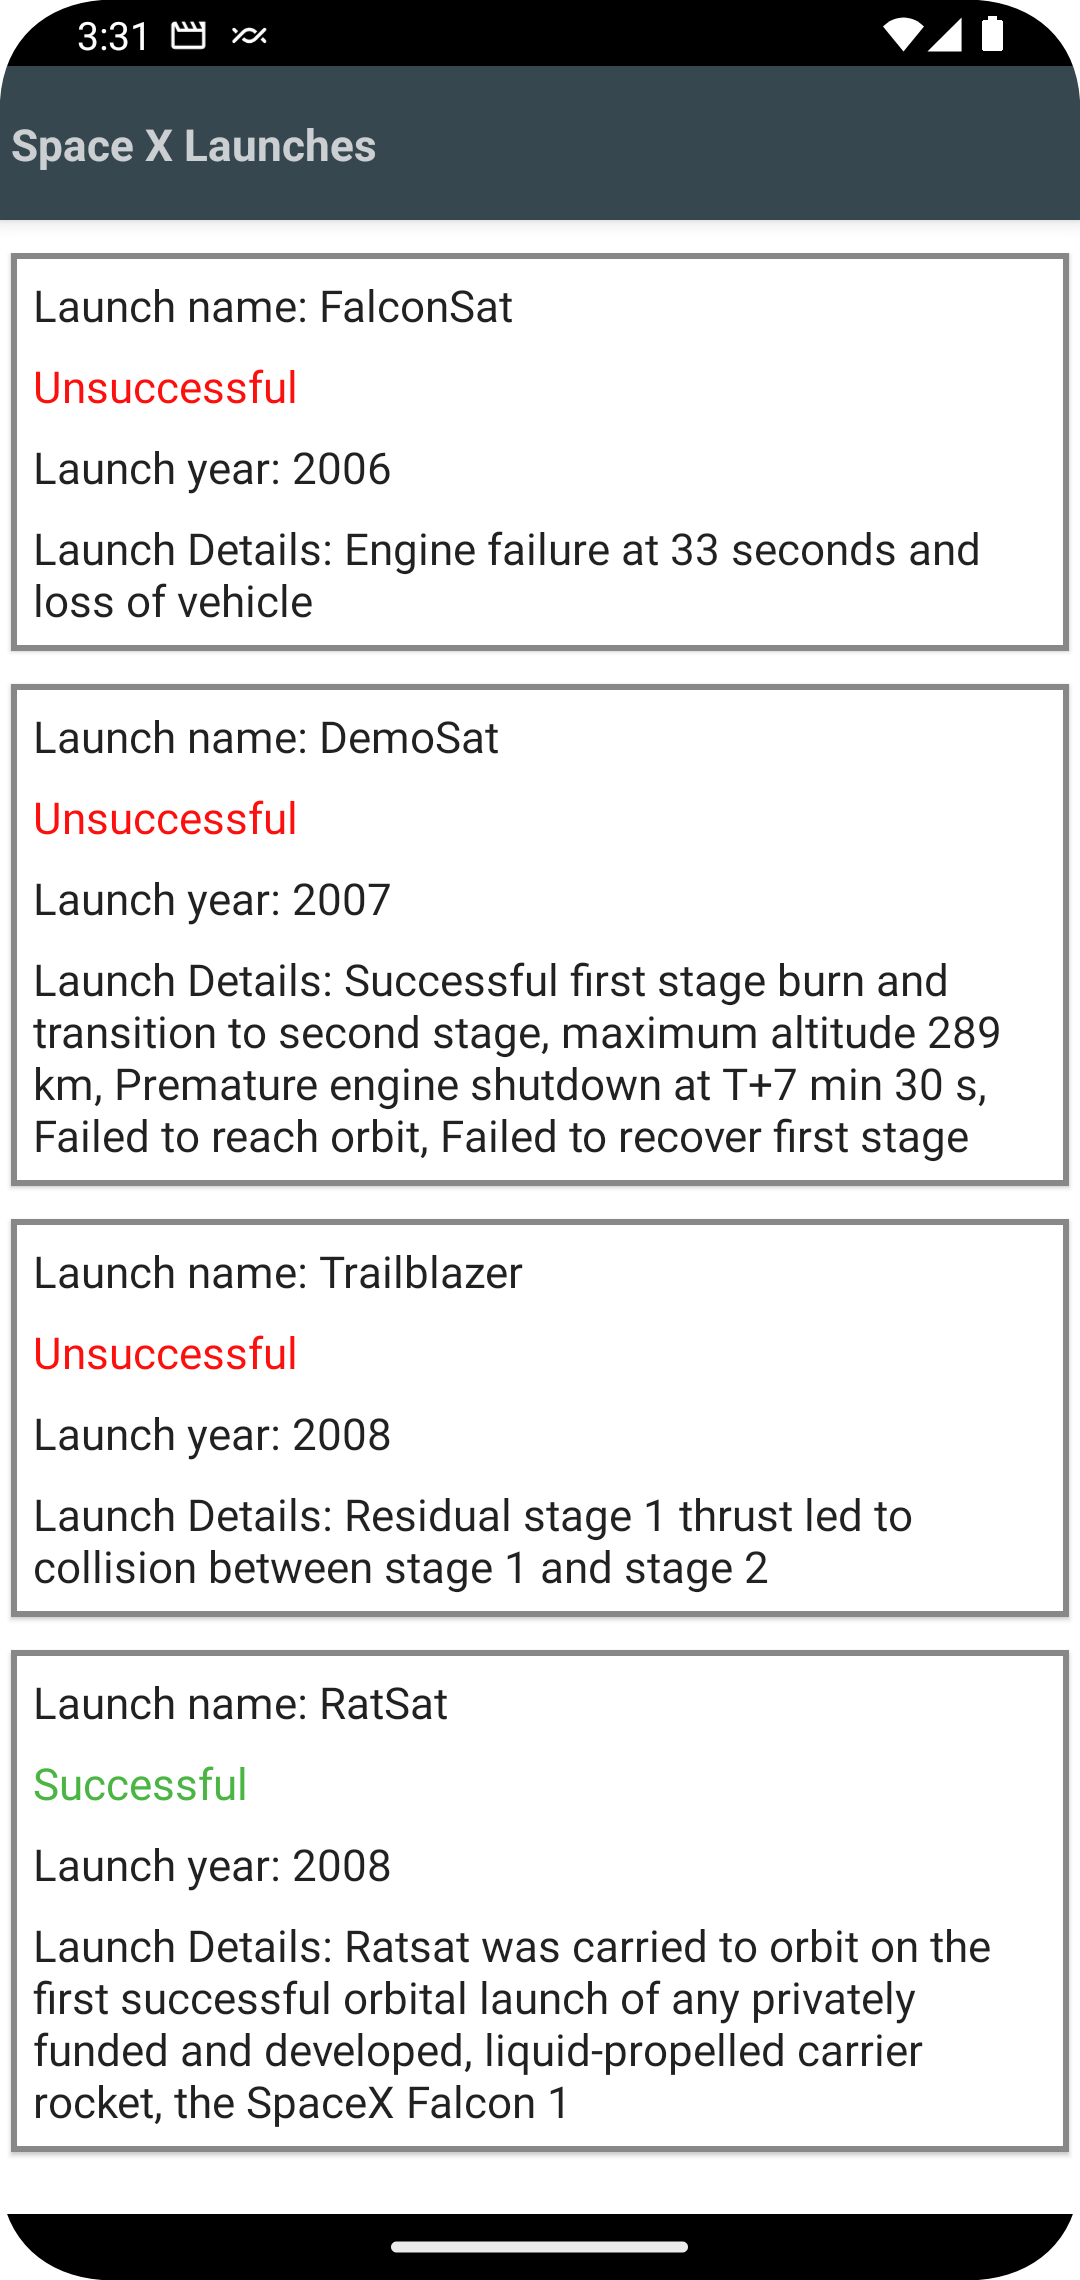 3:31
Space X Launches
Launch name: FalconSat
Unsuccessful
Launch year: 2006
Launch Details: Engine failure at 33 seconds and
loss of vehicle
Launch name: DemoSat
Unsuccessful
Launch year: 2007
Launch Details: Successful first stage burn and
transition to second stage, maximum altitude 289
km, Premature engine shutdown at T+7 min 30 s,
Failed to reach orbit, Failed to recover first stage
Launch name: Trailblazer
Unsuccessful
Launch year: 2008
Launch Details: Residual stage 1 thrust led to
collision between stage 1 and stage 2
Launch name: RatSat
Successful
Launch year: 2008
Launch Details: Ratsat was carried to orbit on the
first successful orbital launch of any privately
funded and developed, liquid-propelled carrier
rocket, the SpaceX Falcon 1